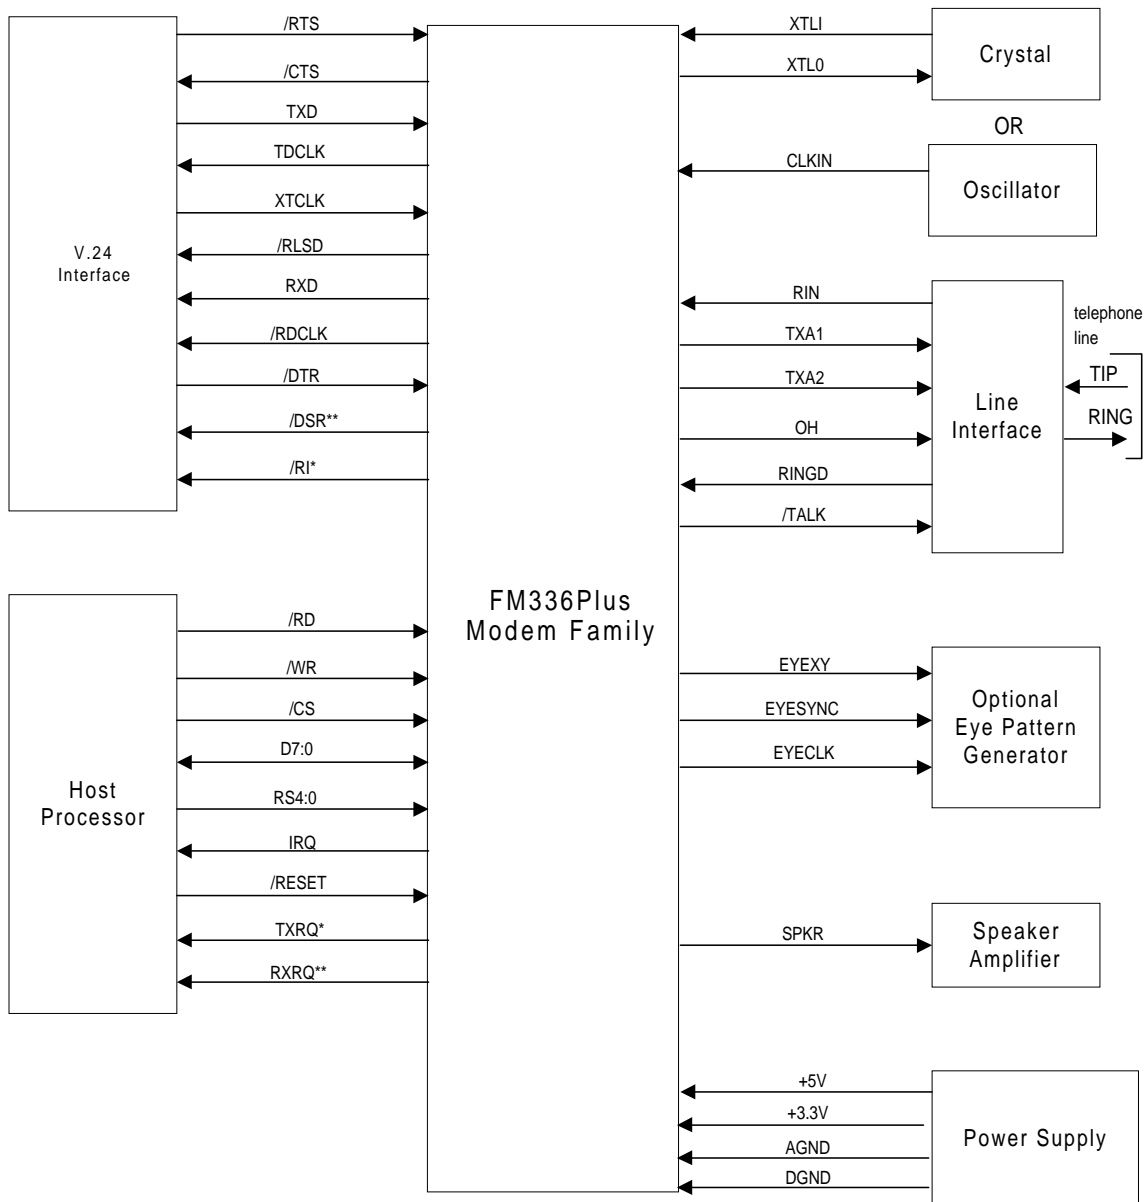 /RTS
/CTS
TXD
TDCLK
XTCLK
/RLSD
RXD
/RDCLK
/DTR
/DSR**
/RI*
V.24
Interface
/RD
/WR
/CS
D7:0
RS4:0
IRQ
/RESET
TXRQ*
RXRQ**
Host
Processor
FM336Plus
Modem Family
XTLI
XTL0
Crystal
OR
CLKIN
Oscillator
RIN
TXA1
TXA2
OH
RINGD
/TALK
Line
Interface
telephone
line
TIP
RING
EYEXY
EYESYNC
EYECLK
Optional
Eye Pattern
Generator
SPKR
Speaker
Amplifier
+5V
+3.3V
AGND
DGND
Power Supply